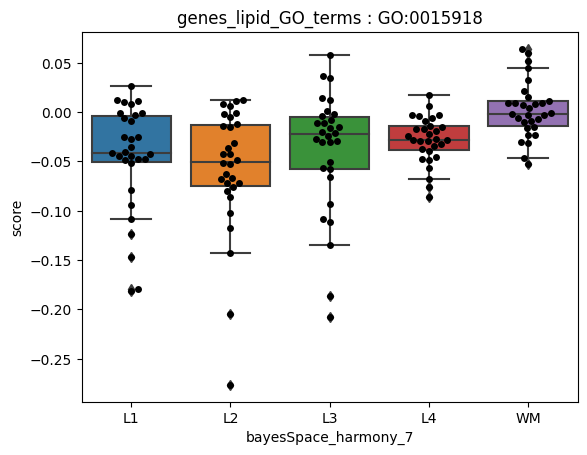 genes_lipid_GO_terms : GO:0015918
0.05
0.00
−0.05
−0.10
−0.15
−0.20
−0.25
score
L1 L2 L3 L4 WM
bayesSpace_harmony_7